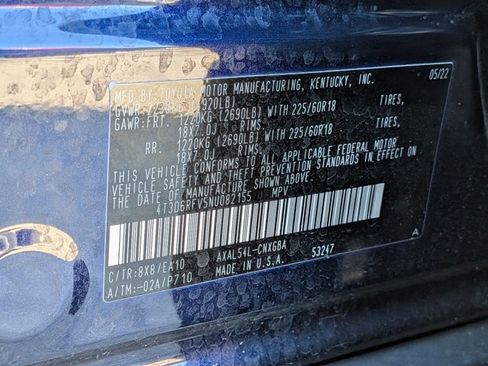 MFD BY: TOYOTA MOTOR MANUFACTURING, KENTUCKY, INC. 05/22
GVWR: (4920LB)
GAWR:FRT. 1220KG (2690LB) WITH 225/60R18 TIRES,
18X7.0J RIMS,
RR. 1220KG (2690LB) WITH 225/60R18 TIRES,
18X7.0J RIMS,
THIS VEHICLE CONFORMS TO ALL APPLICABLE FEDERAL MOTOR
VEHICLE SAFETY AND THEFT PREVENTION STANDARDS IN EFFECT ON
THE DATE OF MANUFACTURE SHOWN ABOVE.
4T3D6RFV5NU082155 MPV
C/TR:8X8/EA10 AXAL54L-CNXGBA A
A/TM:-02A/P710 MADE IN U.S.A. 53247